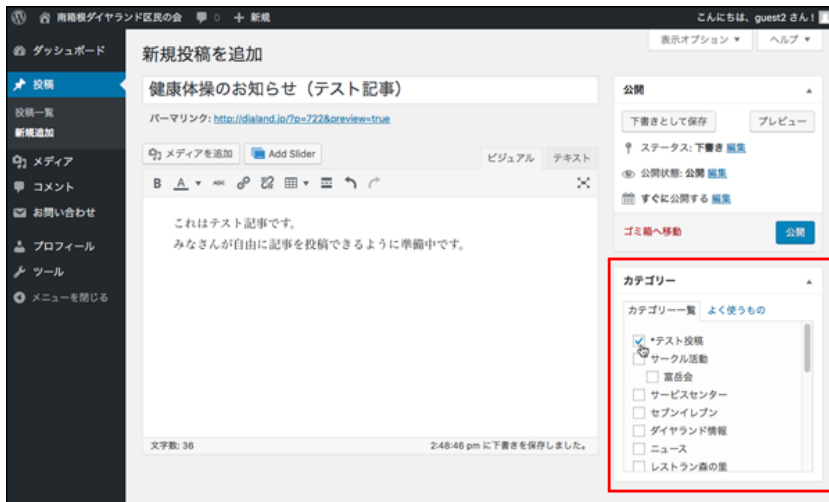 南箱根ダイヤランド区民の会 0 + 新規
こんにちは、guest2 さん!
ダッシュボード
投稿
投稿一覧
新規追加
メディア
コメント
お問い合わせ
プロフィール
ツール
メニューを閉じる
表示オプション ▼
ヘルプ ▼
新規投稿を追加
健康体操のお知らせ（テスト記事）
パーマリンク: http://dialand.jp/?p=722&preview=true
メディアを追加
Add Slider
ビジュアル
テキスト
B A ABC
これはテスト記事です。
みなさんが自由に記事を投稿できるように準備中です。
文字数: 36
2:48:46 pm に下書きを保存しました。
公開
下書きとして保存
プレビュー
ステータス: 下書き 編集
公開状態: 公開 編集
すぐに公開する 編集
ゴミ箱へ移動
公開
カテゴリー
カテゴリー一覧
よく使うもの
*テスト投稿
サークル活動
富岳会
サービスセンター
セブンイレブン
ダイヤランド情報
ニュース
レストラン森の里